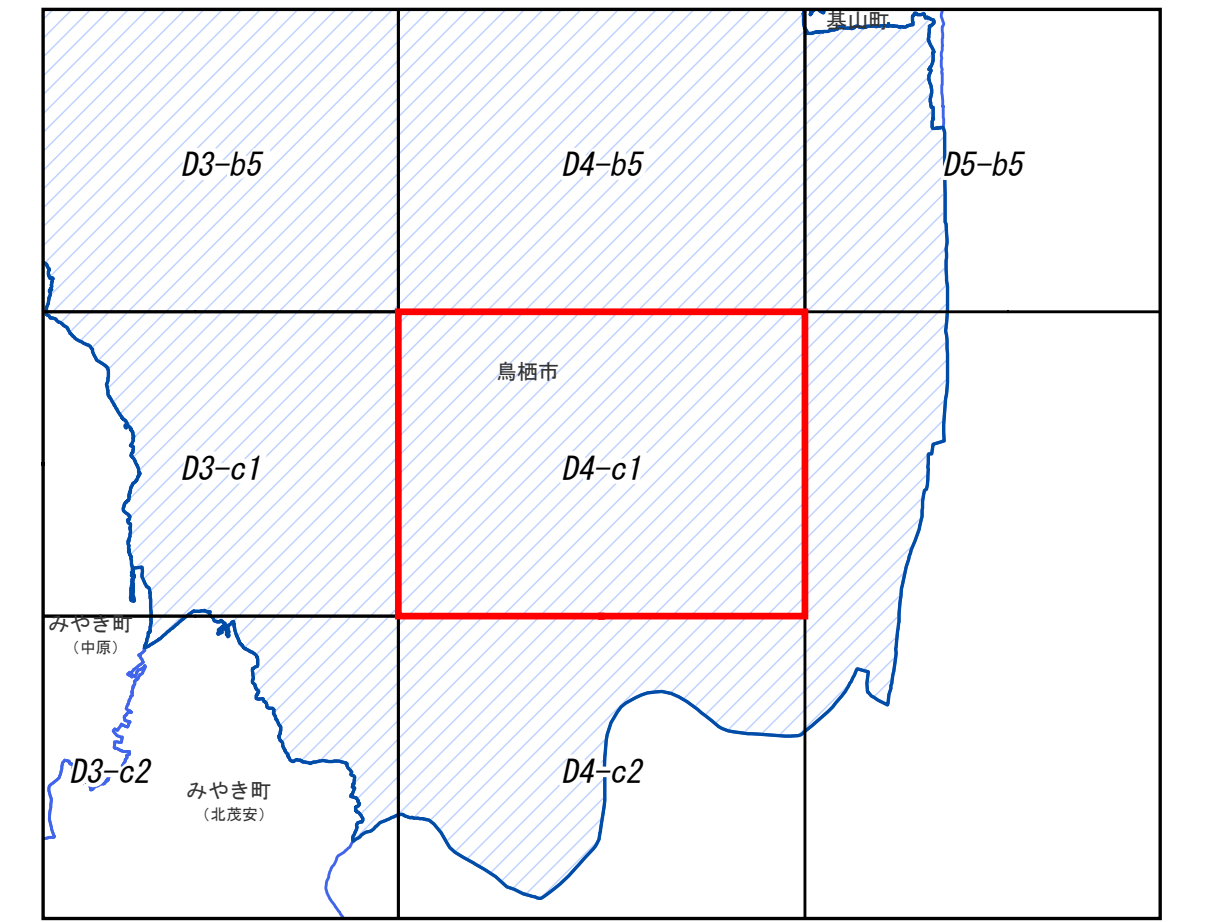 基山町
D3-b5
D4-b5
D5-b5
鳥栖市
D3-c1
D4-c1
みやき町
(中原)
D3-c2
みやき町
(北茂安)
D4-c2